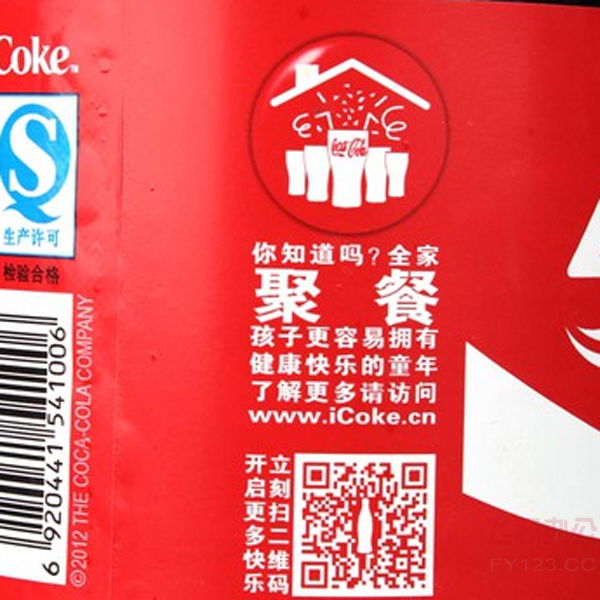 Coke™
S
生产许可
检验合格
6 920441 541006
©2012 THE COCA-COLA COMPANY
Coca-Cola
你知道吗?全家
聚餐
孩子更容易拥有
健康快乐的童年
了解更多请访问
www.iCoke.cn
立刻扫二维码
开启更多快乐
FY123.CC